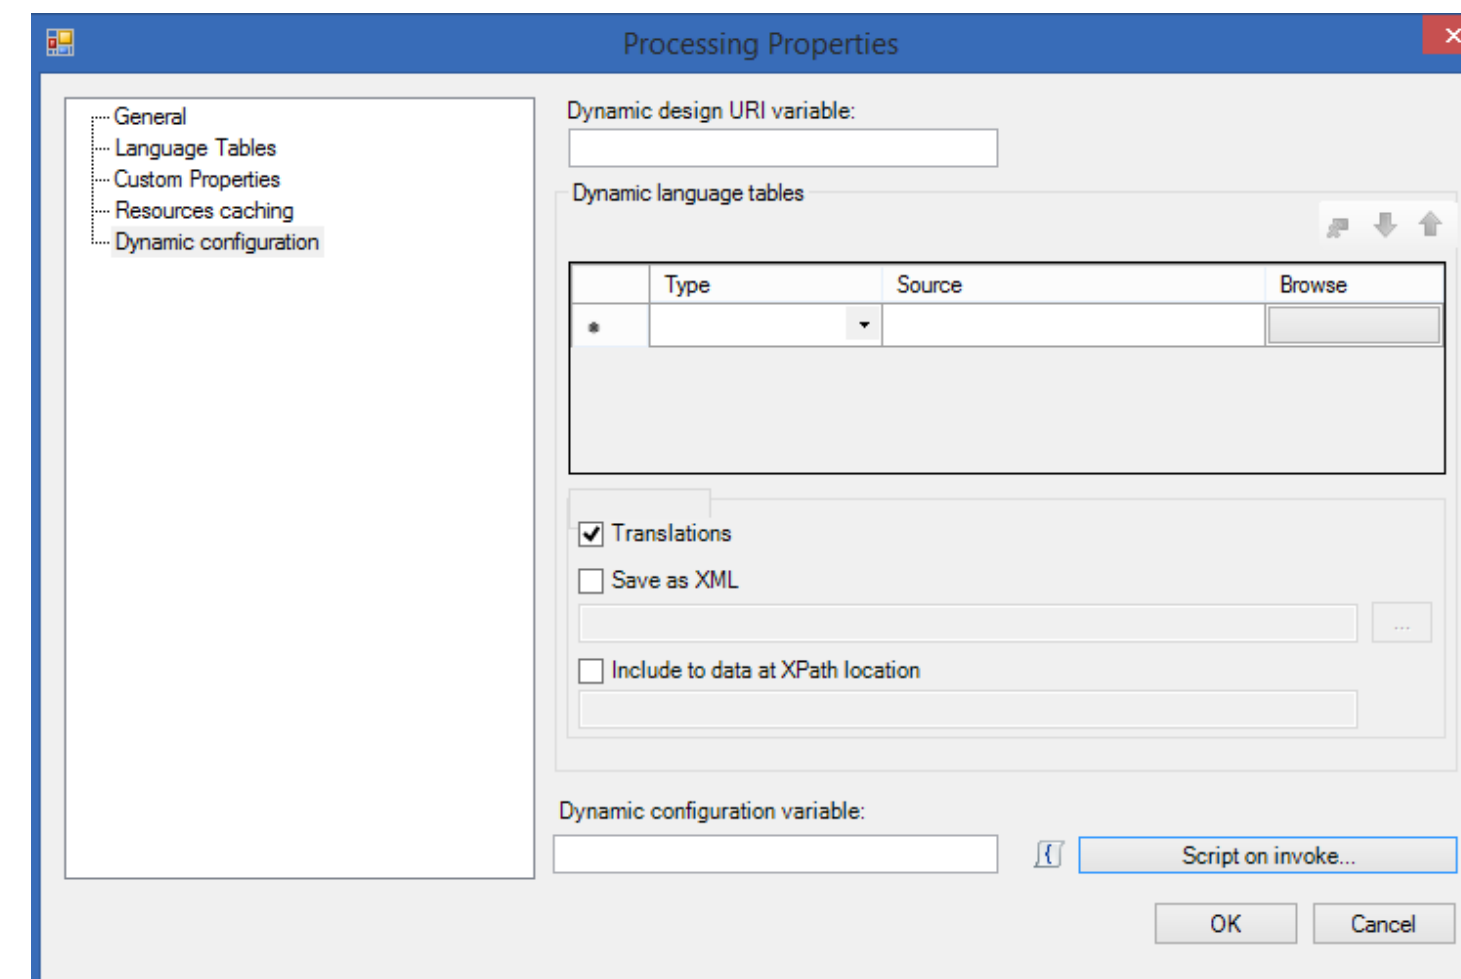 Processing Properties
General
Language Tables
Custom Properties
Resources caching
Dynamic configuration
Dynamic design URI variable:
Dynamic language tables
Type Source Browse
Translations
Save as XML
...
Include to data at XPath location
Dynamic configuration variable:
Script on invoke...
OK Cancel